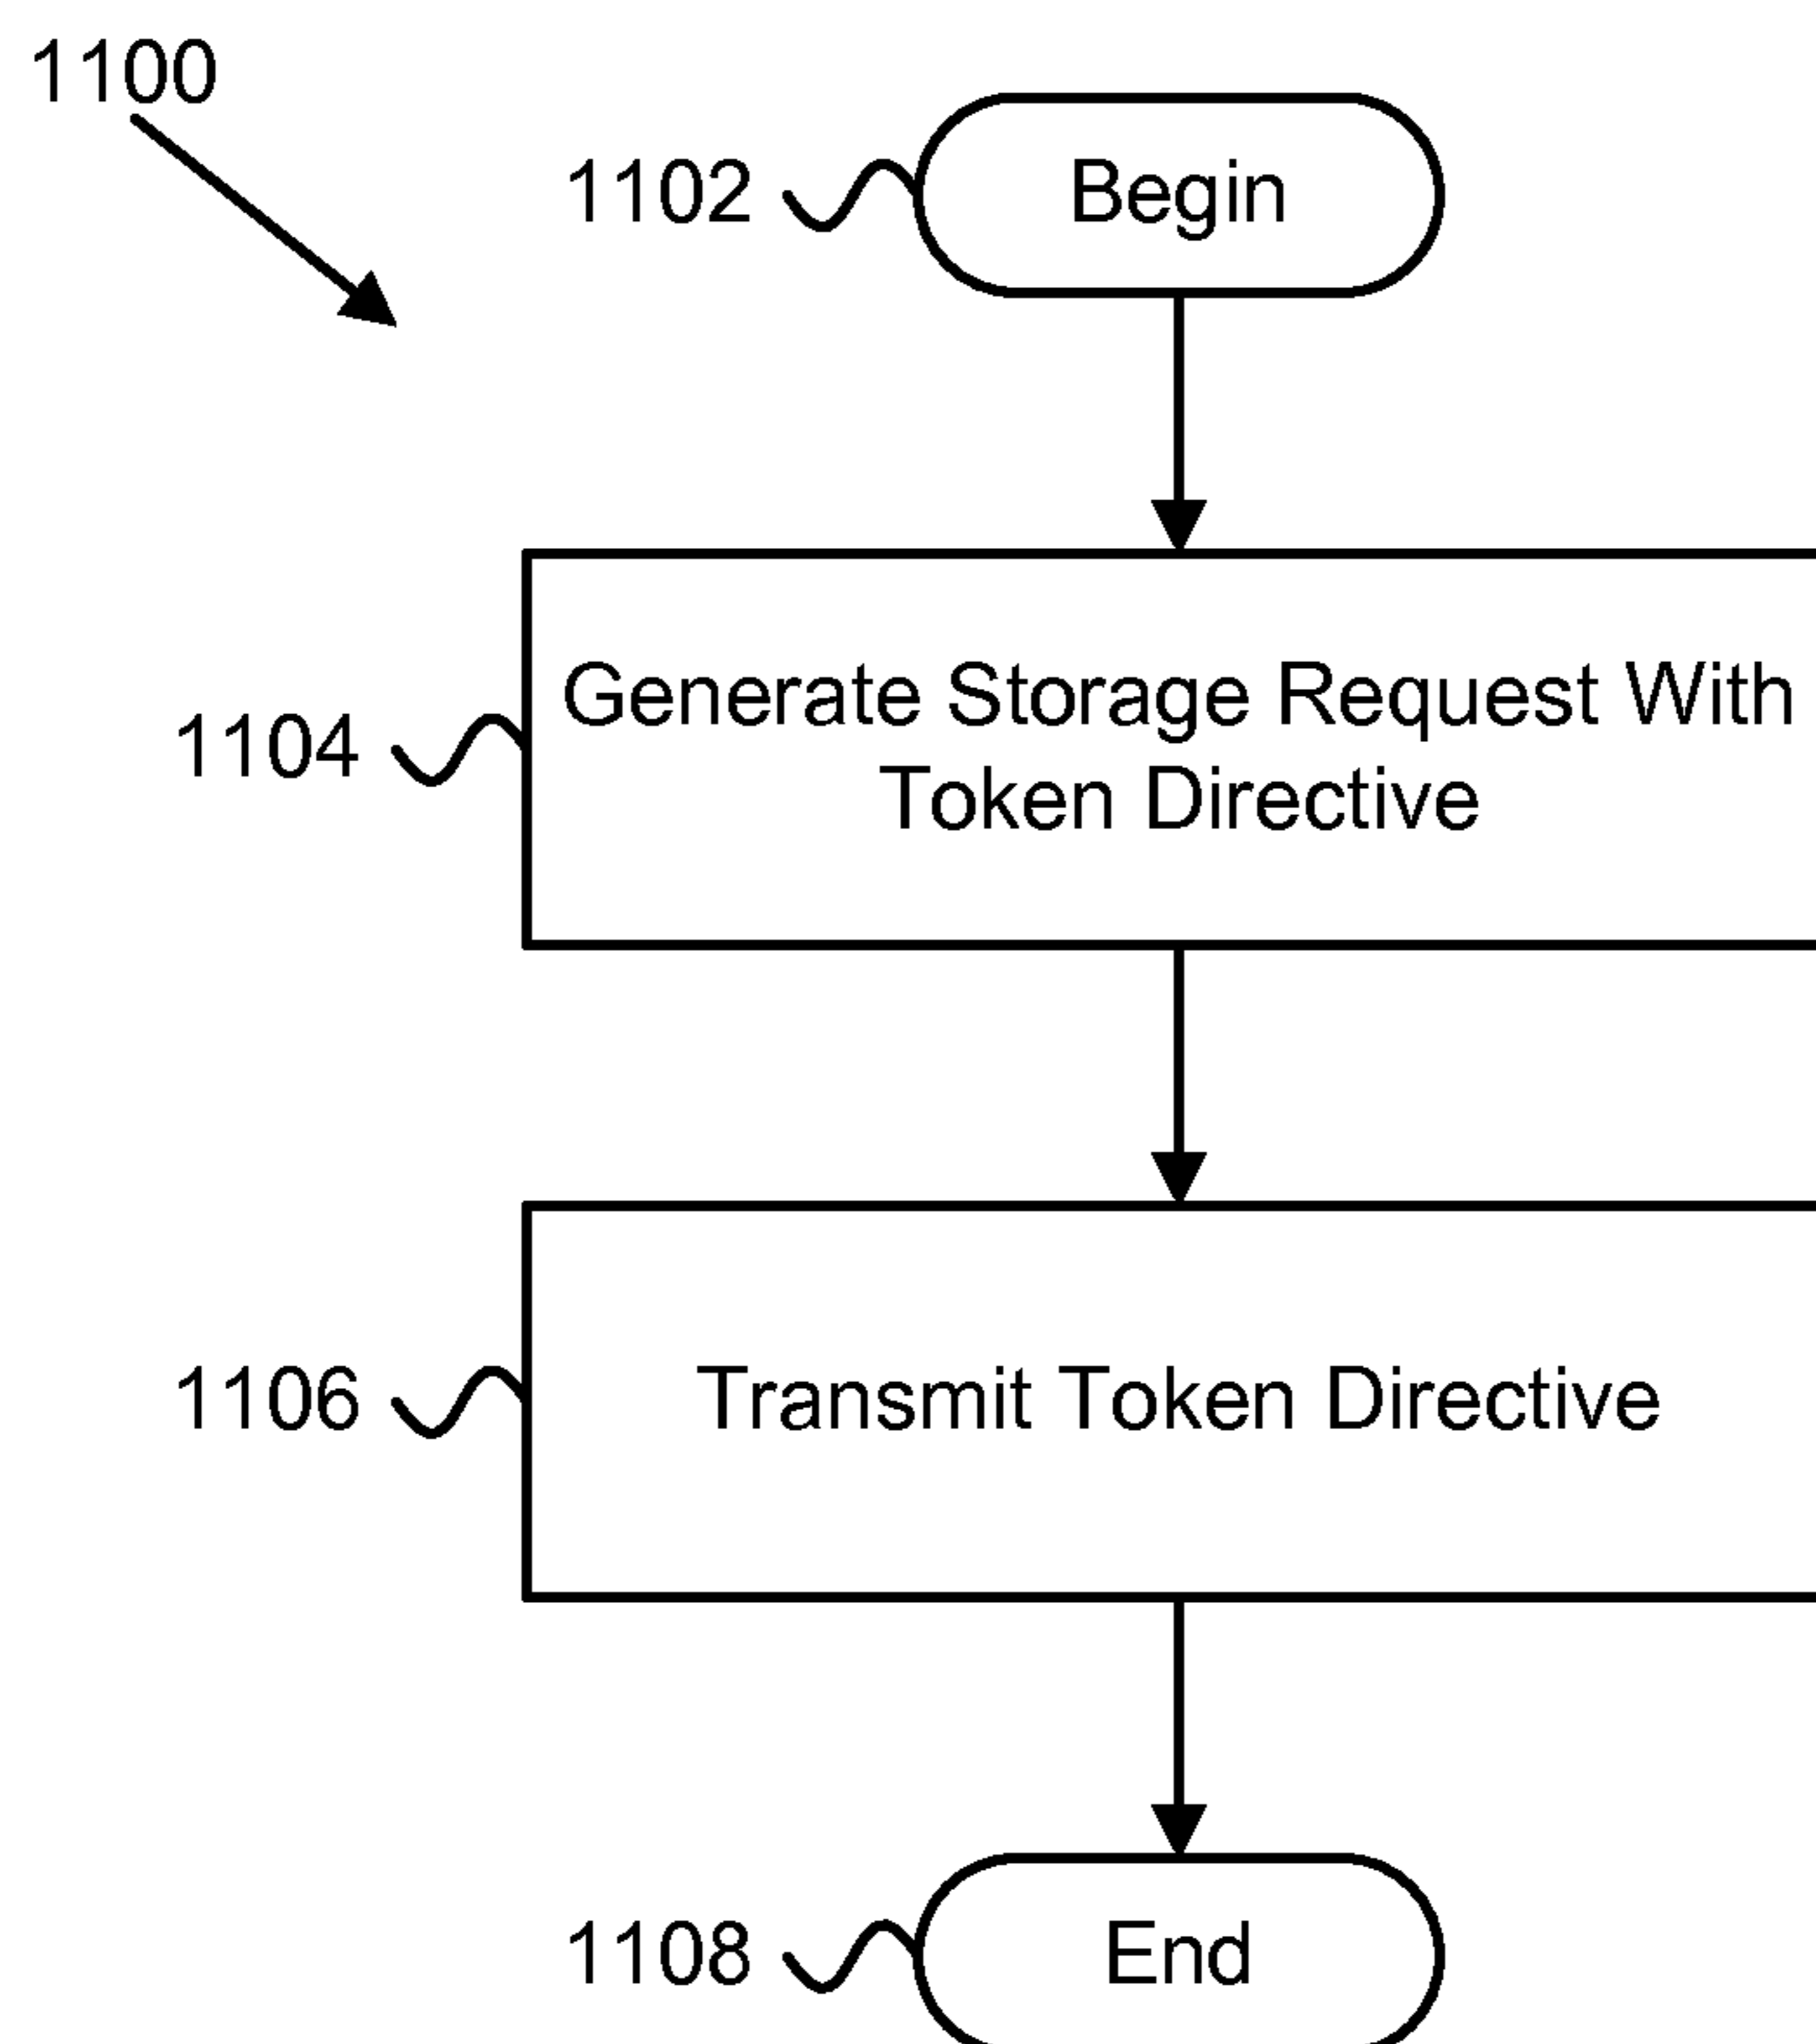 1100
1102
Begin
1104
Generate Storage Request With
Token Directive
1106
Transmit Token Directive
1108
End